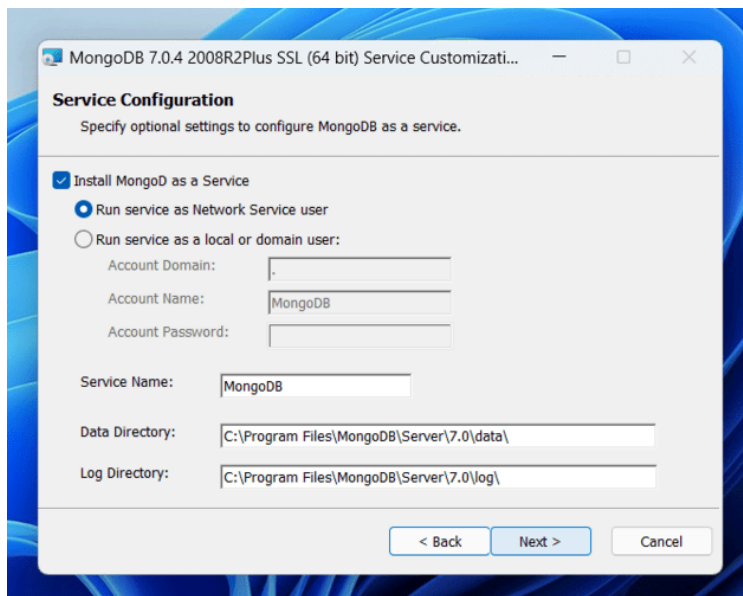 MongoDB 7.0.4 2008R2Plus SSL (64 bit) Service Customizati...
Service Configuration
Specify optional settings to configure MongoDB as a service.
Install MongoD as a Service
Run service as Network Service user
Run service as a local or domain user:
Account Domain: .
Account Name: MongoDB
Account Password:
Service Name: MongoDB
Data Directory: C:\Program Files\MongoDB\Server\7.0\data\
Log Directory: C:\Program Files\MongoDB\Server\7.0\log\
< Back Next > Cancel